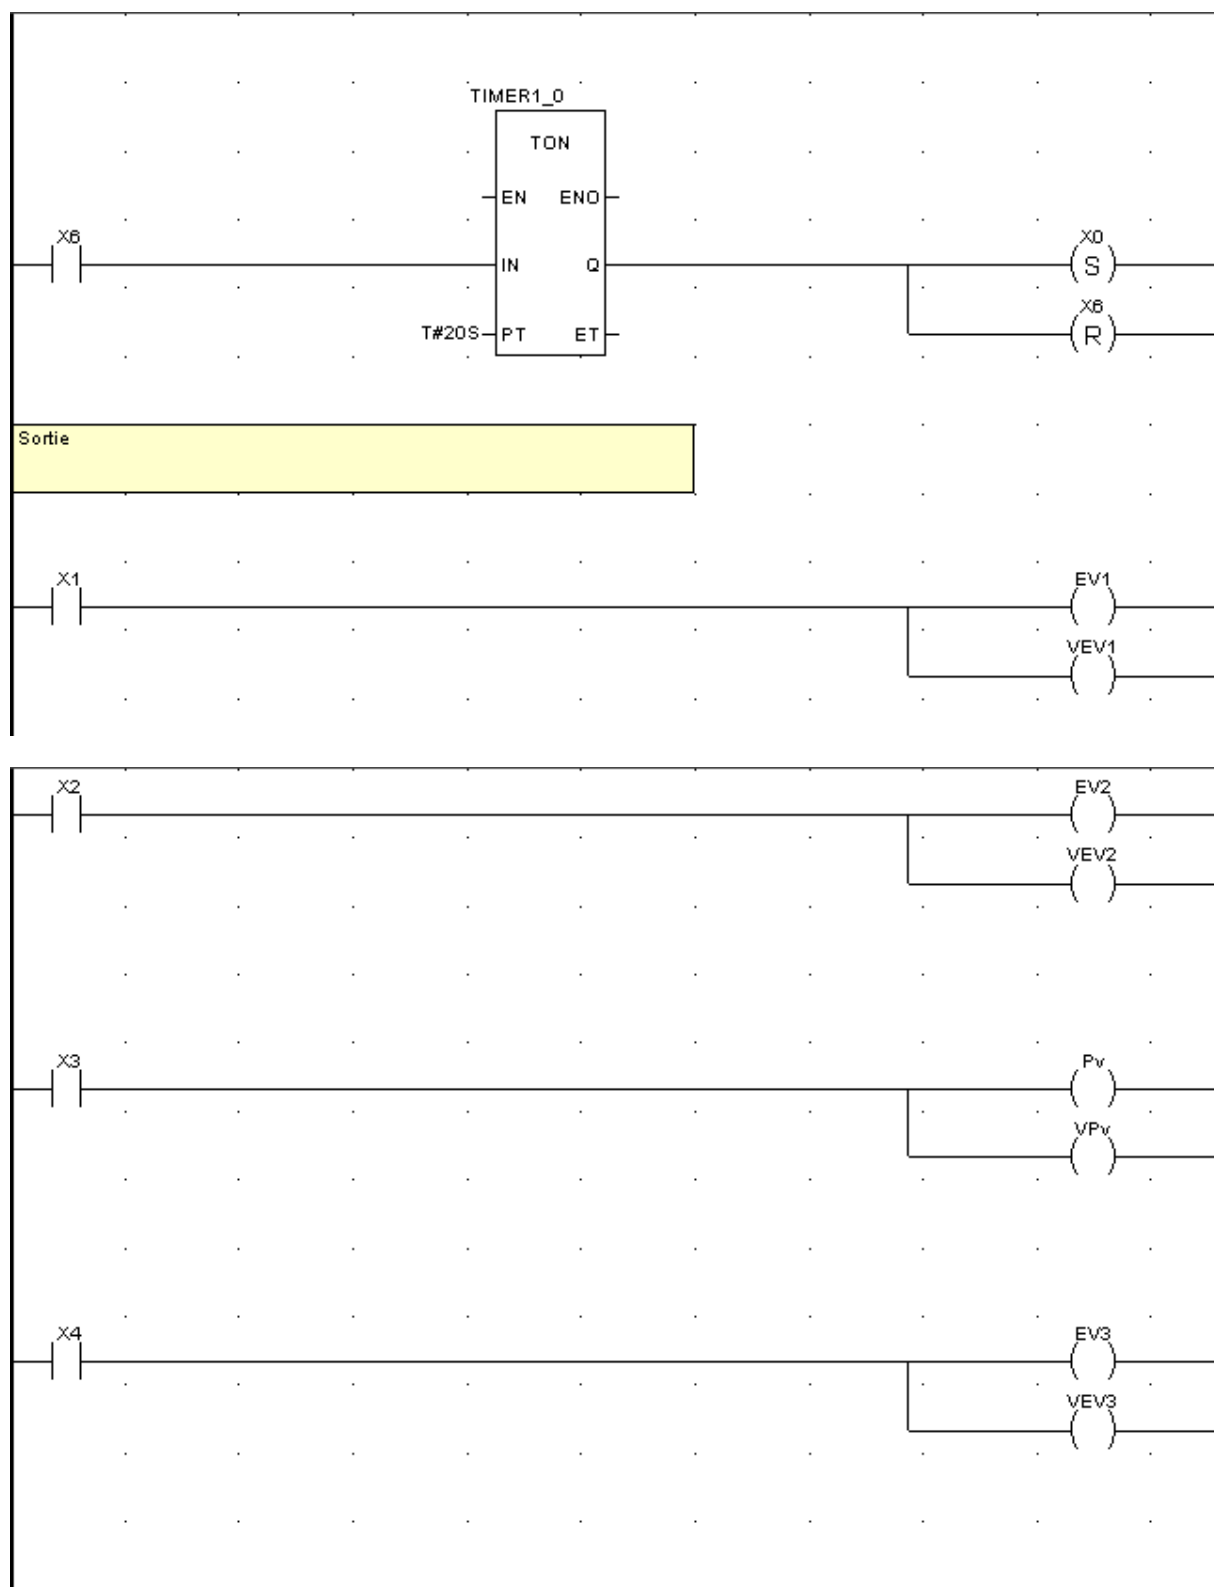 TIMER1_0
TON
EN ENO
X6 IN Q X0
S
T#20S PT ET X6
R
Sortie
X1 EV1
VEV1
X2 EV2
VEV2
X3 Pv
VPv
X4 EV3
VEV3